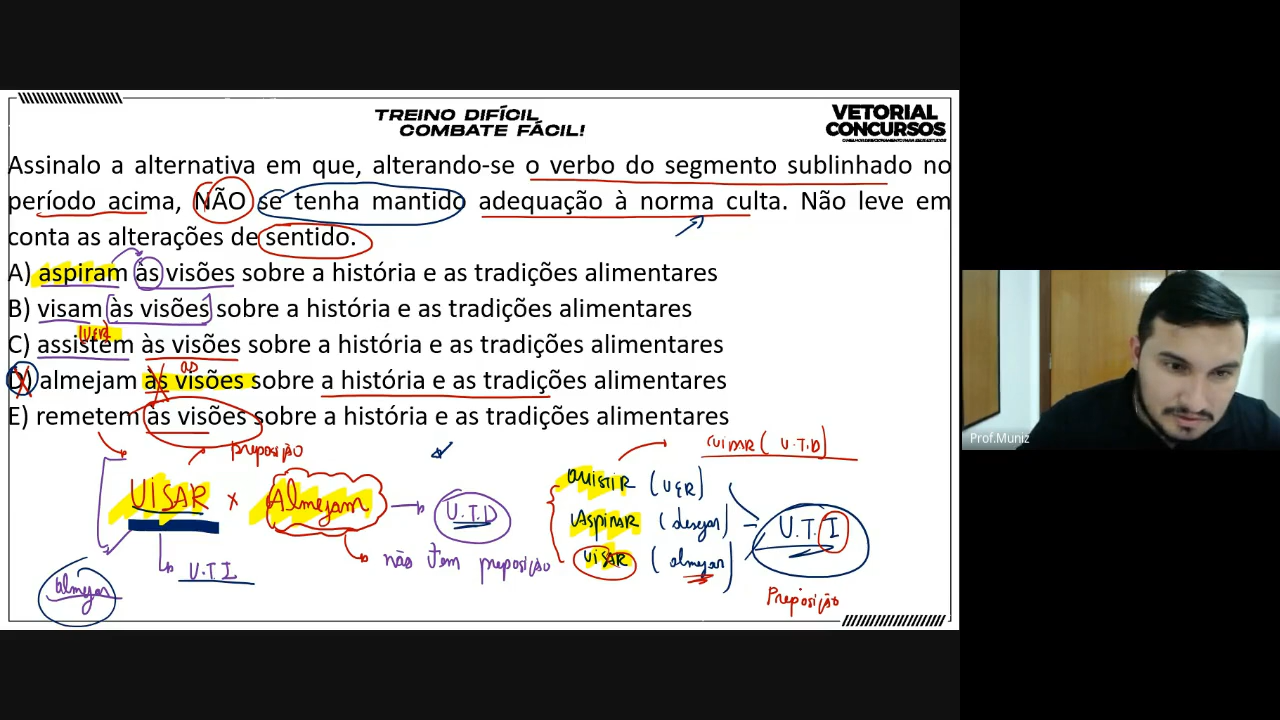 TREINO DIFÍCIL
COMBATE FÁCIL!
VETORIAL
CONCURSOS
Assinalo a alternativa em que, alterando-se o verbo do segmento sublinhado no
período acima, NÃO se tenha mantido adequação à norma culta. Não leve em
conta as alterações de sentido.
A) aspiram às visões sobre a história e as tradições alimentares
B) visam às visões sobre a história e as tradições alimentares
VER
C) assistem às visões sobre a história e as tradições alimentares
as
D) almejam às visões sobre a história e as tradições alimentares
E) remetem às visões sobre a história e as tradições alimentares
preposição
VISAR x Almejam V.T.D
não tem preposição
V.T.I
almejar
cuidar (V.T.D)
Assistir (VER)
Aspirar (desejar) V.T.I
Visar (almejar)
Preposição
Prof.Muniz